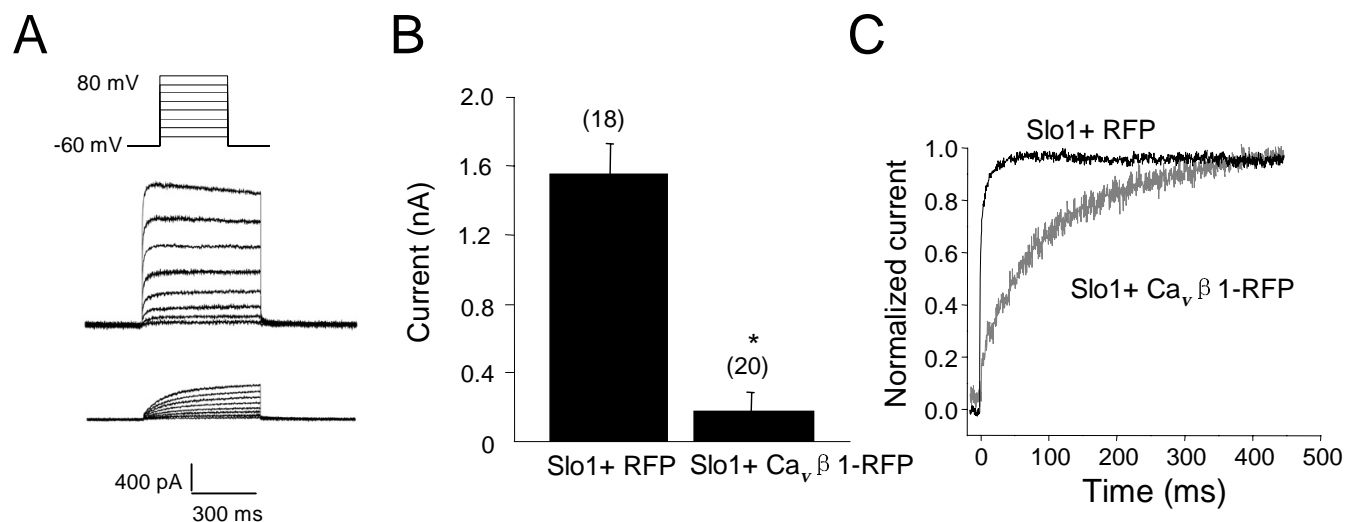 A
80 mV
-60 mV
400 pA
300 ms
B
Current (nA)
2.0
1.6
1.2
0.8
0.4
0
(18)
*
(20)
Slo1+ RFP
Slo1+ Cavβ1-RFP
C
Normalized current
1.0
0.8
0.6
0.4
0.2
0.0
Slo1+ RFP
Slo1+ Cavβ1-RFP
0 100 200 300 400 500
Time (ms)